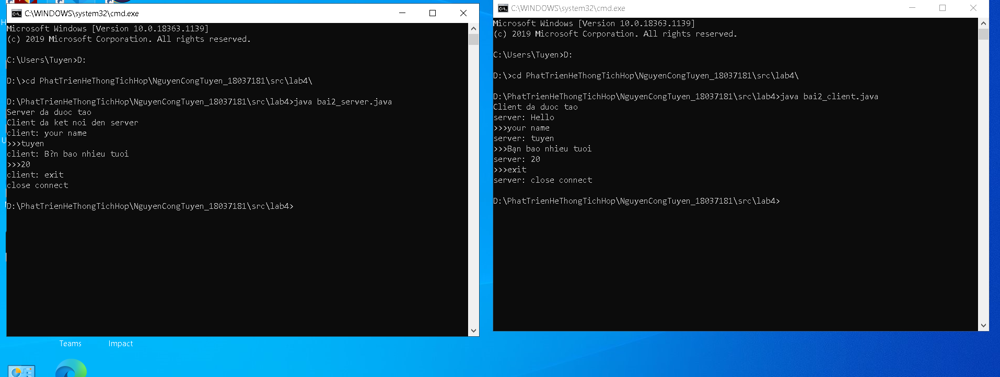 C:\WINDOWS\system32\cmd.exe
Microsoft Windows [Version 10.0.18363.1139]
(c) 2019 Microsoft Corporation. All rights reserved.
C:\Users\Tuyen>D:
D:\>cd PhatTrienHeThongTichHop\NguyenCongTuyen_18037181\src\lab4\
D:\PhatTrienHeThongTichHop\NguyenCongTuyen_18037181\src\lab4>java bai2_server.java
Server da duoc tao
Client da ket noi den server
client: your name
>>>tuyen
client: B?n bao nhieu tuoi
>>>20
client: exit
close connect
D:\PhatTrienHeThongTichHop\NguyenCongTuyen_18037181\src\lab4>
C:\WINDOWS\system32\cmd.exe
Microsoft Windows [Version 10.0.18363.1139]
(c) 2019 Microsoft Corporation. All rights reserved.
C:\Users\Tuyen>D:
D:\>cd PhatTrienHeThongTichHop\NguyenCongTuyen_18037181\src\lab4\
D:\PhatTrienHeThongTichHop\NguyenCongTuyen_18037181\src\lab4>java bai2_client.java
Client da duoc tao
server: Hello
>>>your name
server: tuyen
>>>Bạn bao nhieu tuoi
server: 20
>>>exit
server: close connect
D:\PhatTrienHeThongTichHop\NguyenCongTuyen_18037181\src\lab4>
Teams
Impact